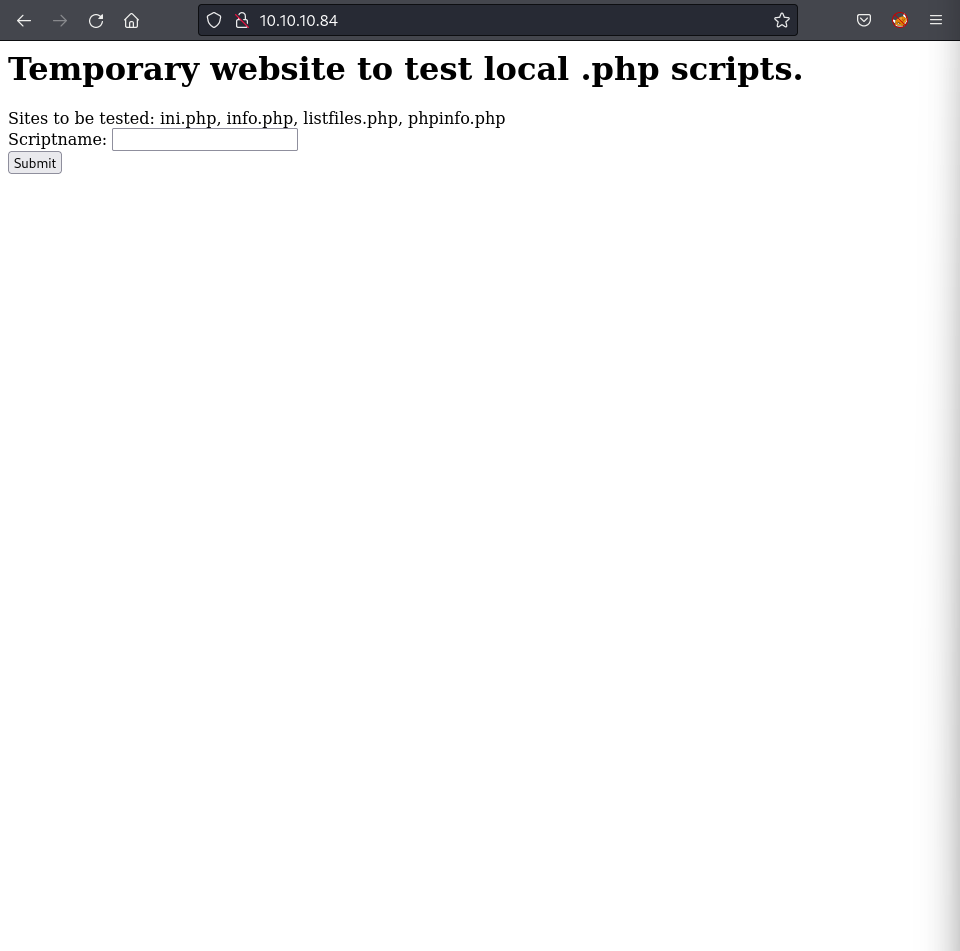 10.10.10.84
Temporary website to test local .php scripts.
Sites to be tested: ini.php, info.php, listfiles.php, phpinfo.php
Scriptname:
Submit